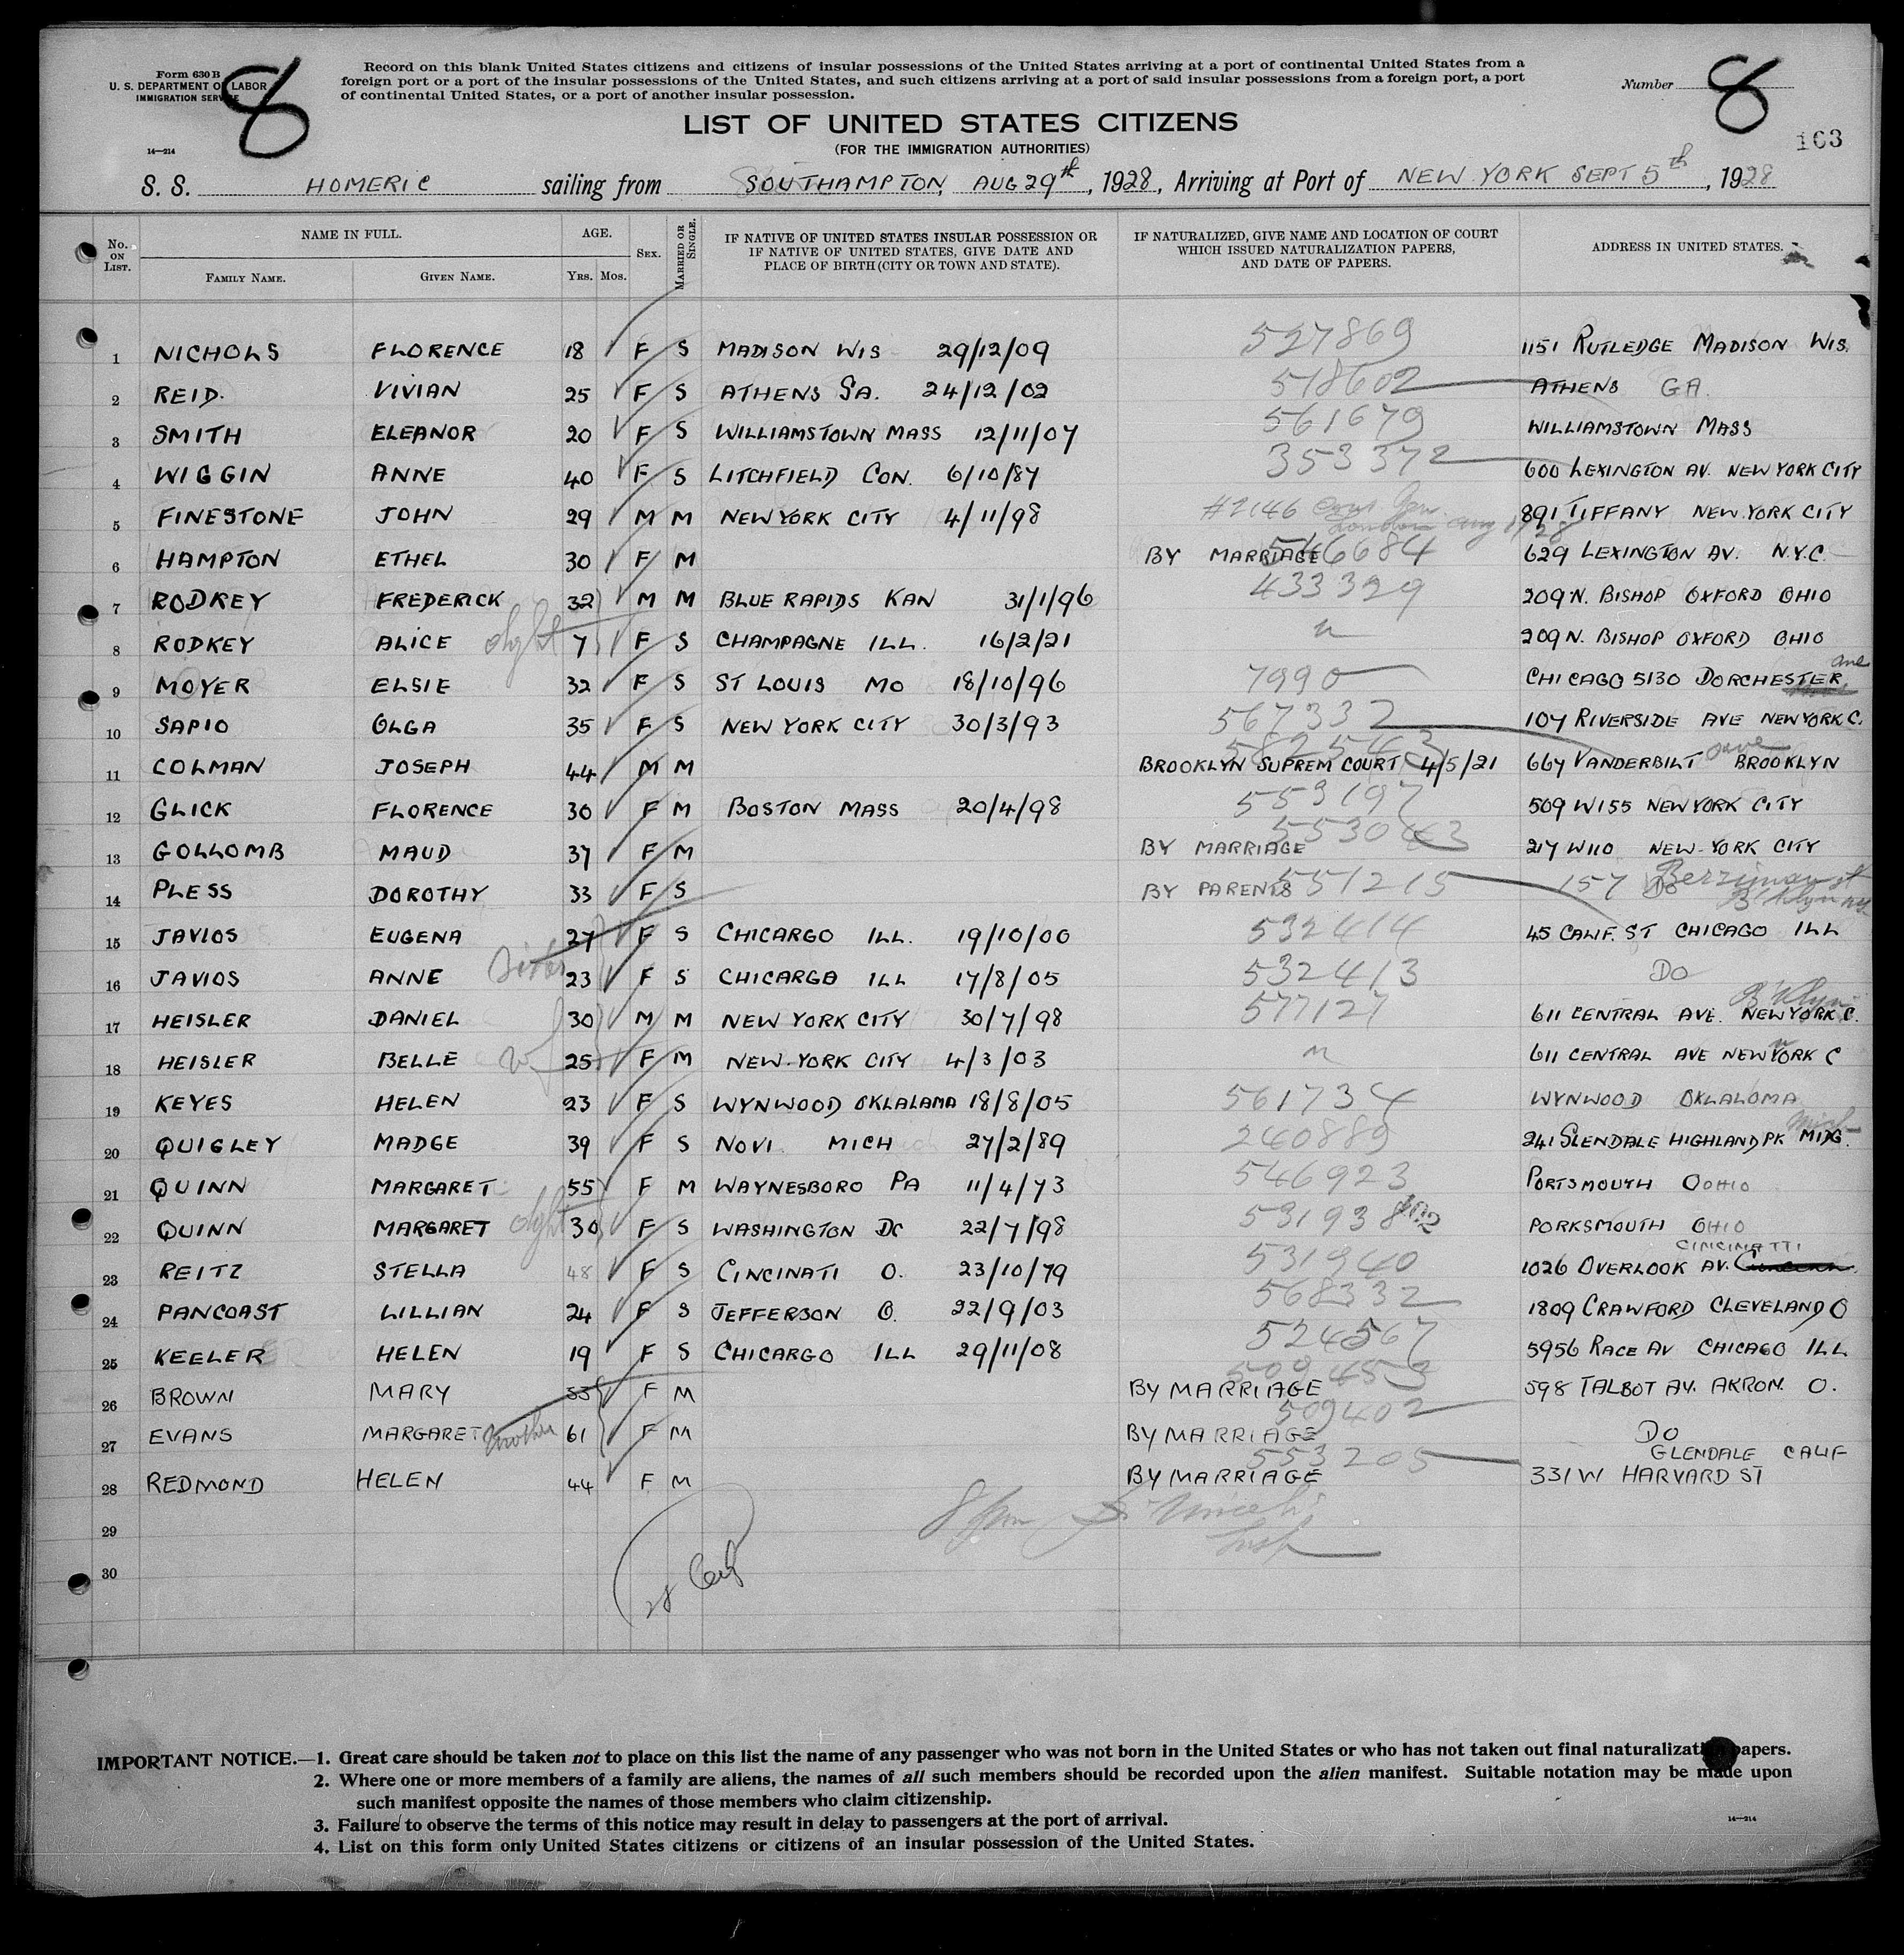 Form 630 B
U. S. DEPARTMENT OF LABOR
IMMIGRATION SERVICE
8
14—214
Record on this blank United States citizens and citizens of insular possessions of the United States arriving at a port of continental United States from a
foreign port or a port of the insular possessions of the United States, and such citizens arriving at a port of said insular possessions from a foreign port, a port
of continental United States, or a port of another insular possession.
Number 8
LIST OF UNITED STATES CITIZENS
(FOR THE IMMIGRATION AUTHORITIES)
163
S. S. HOMERIC sailing from SOUTHAMPTON, AUG 29th, 1928, Arriving at Port of NEW YORK SEPT 5th, 1928
No. ON LIST. NAME IN FULL. FAMILY NAME. GIVEN NAME. AGE. YRS. MOS. SEX. MARRIED OR SINGLE. IF NATIVE OF UNITED STATES INSULAR POSSESSION OR IF NATIVE OF UNITED STATES, GIVE DATE AND PLACE OF BIRTH (CITY OR TOWN AND STATE). IF NATURALIZED, GIVE NAME AND LOCATION OF COURT WHICH ISSUED NATURALIZATION PAPERS, AND DATE OF PAPERS. ADDRESS IN UNITED STATES.
1 NICHOLS FLORENCE 18 F S MADISON WIS 29/12/09 527869 1151 RUTLEDGE MADISON WIS.
2 REID. VIVIAN 25 F S ATHENS GA. 24/12/02 518602 ATHENS GA.
3 SMITH ELEANOR 20 F S WILLIAMSTOWN MASS 12/11/07 561679 WILLIAMSTOWN MASS
4 WIGGIN ANNE 40 F S LITCHFIELD CON. 6/10/87 353372 600 LEXINGTON AV. NEW YORK CITY
5 FINESTONE JOHN 29 M M NEW YORK CITY 4/11/98 #2146 Cons Gen. London Aug 1928 891 TIFFANY NEW YORK CITY
6 HAMPTON ETHEL 30 F M BY MARRIAGE 546684 629 LEXINGTON AV. N.Y.C.
7 RODKEY FREDERICK 32 M M BLUE RAPIDS KAN 31/1/96 433329 209 N. BISHOP OXFORD OHIO
8 RODKEY ALICE dght 7 F S CHAMPAGNE ILL. 16/2/21 " 209 N. BISHOP OXFORD OHIO
9 MOYER ELSIE 32 F S ST LOUIS MO 18/10/96 7990 CHICAGO 5130 DORCHESTER ave
10 SAPIO OLGA 35 F S NEW YORK CITY 30/3/93 567332 107 RIVERSIDE AVE NEW YORK C.
11 COLMAN JOSEPH 44 M M 582543 BROOKLYN SUPREM COURT 4/5/21 667 VANDERBILT ave BROOKLYN
12 GLICK FLORENCE 30 F M BOSTON MASS 20/4/98 553197 509 W155 NEW YORK CITY
13 GOLLOMB MAUD 37 F M BY MARRIAGE 553043 217 W110 NEW-YORK CITY
14 PLESS DOROTHY 33 F S BY PARENTS 551215 157 DO Berriman st B'klyn NY
15 JAVIOS EUGENA 27 F S CHICARGO ILL. 19/10/00 532414 45 CALIF. ST CHICAGO ILL
16 JAVIOS ANNE sister 23 F S CHICARGO ILL 17/8/05 532413 DO
17 HEISLER DANIEL 30 M M NEW YORK CITY 30/7/98 577127 611 CENTRAL AVE. NEW YORK C. B'klyn
18 HEISLER BELLE wf 25 F M NEW-YORK CITY 4/3/03 " 611 CENTRAL AVE NEW YORK C "
19 KEYES HELEN 23 F S WYNWOOD OKLALAMA 18/8/05 561734 WYNWOOD OKLALOMA
20 QUIGLEY MADGE 39 F S NOVI. MICH 27/2/89 240889 241 GLENDALE HIGHLAND PK MIDG. Mich
21 QUINN MARGARET 55 F M WAYNESBORO PA 11/4/73 546923 PORTSMOUTH OOHIO
22 QUINN MARGARET dght 30 F S WASHINGTON DC 22/7/98 531938 PORKSMOUTH OHIO
23 REITZ STELLA 48 F S CINCINATI O. 23/10/79 531940 1026 OVERLOOK AV. CINCINATTI
24 PANCOAST LILLIAN 24 F S JEFFERSON O. 22/9/03 568332 1809 CRAWFORD CLEVELAND O
25 KEELER HELEN 19 F S CHICARGO ILL 29/11/08 524567 5956 RACE AV CHICAGO ILL
26 BROWN MARY 33 F M BY MARRIAGE 509453 598 TALBOT AV. AKRON. O.
27 EVANS MARGARET mother 61 F M BY MARRIAGE 509402 DO
28 REDMOND HELEN 44 F M BY MARRIAGE 553205 331 W HARVARD ST GLENDALE CALIF
29
Insp
30
IMPORTANT NOTICE.—1. Great care should be taken not to place on this list the name of any passenger who was not born in the United States or who has not taken out final naturalization papers.
2. Where one or more members of a family are aliens, the names of all such members should be recorded upon the alien manifest. Suitable notation may be made upon
such manifest opposite the names of those members who claim citizenship.
3. Failure to observe the terms of this notice may result in delay to passengers at the port of arrival.
14—214
4. List on this form only United States citizens or citizens of an insular possession of the United States.